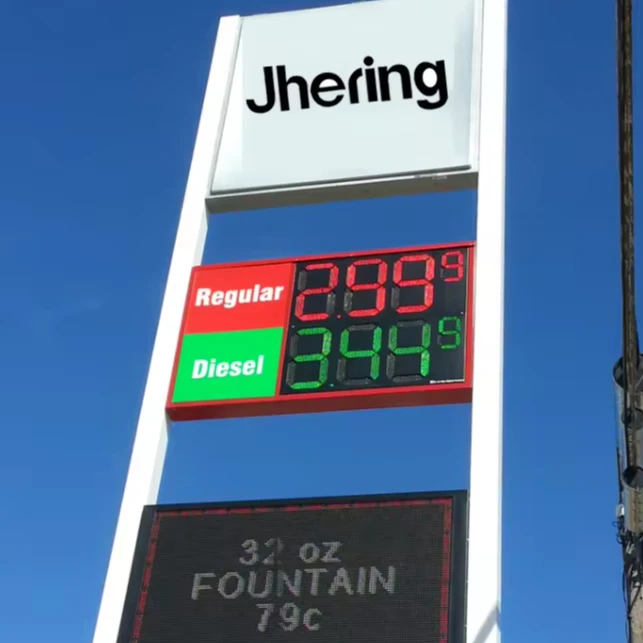 Jhering
Regular 2.99 9
Diesel 3.44 9
32 oz
FOUNTAIN
79c